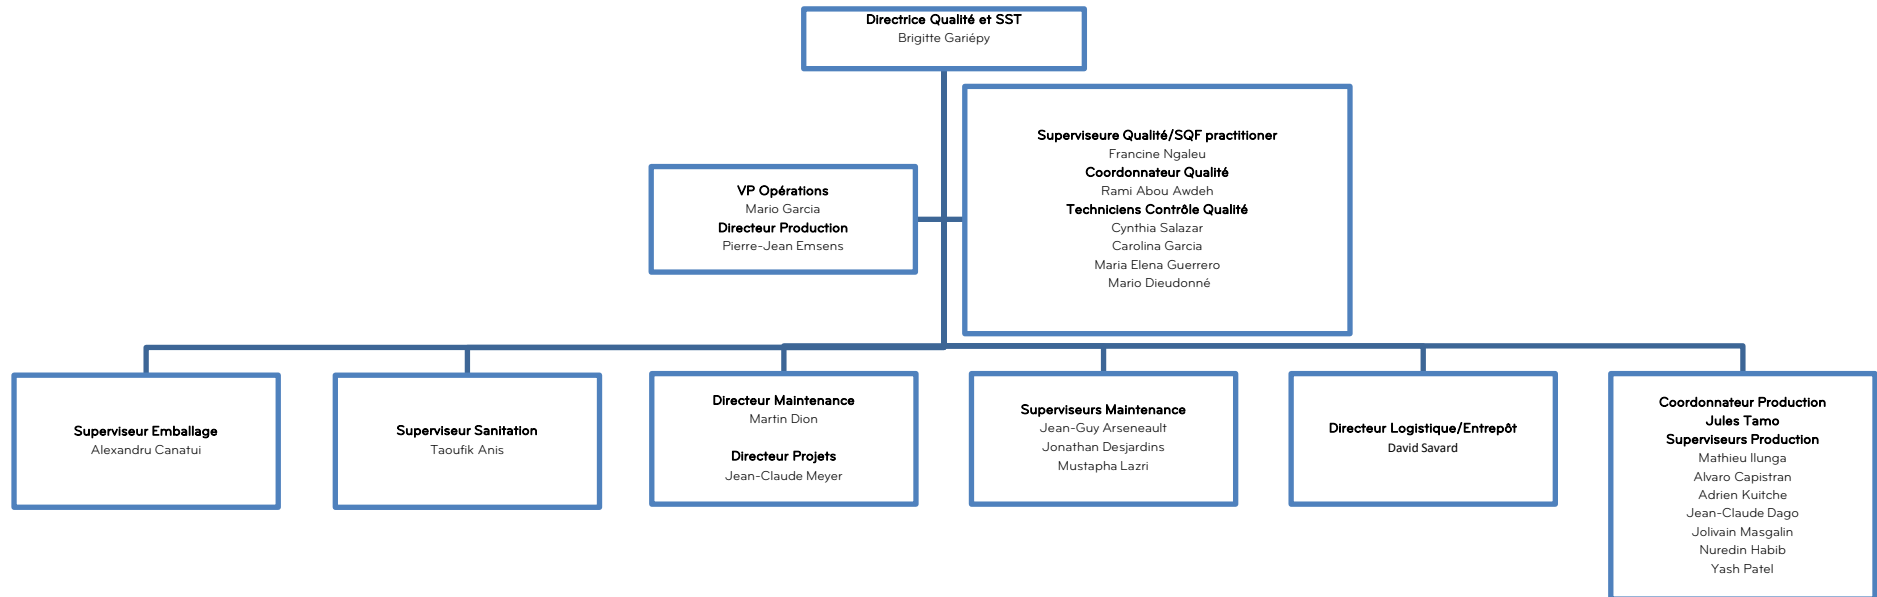 Directrice Qualité et SST
Brigitte Gariépy
Superviseure Qualité/SQF practitioner
Francine Ngaleu
Coordonnateur Qualité
Rami Abou Awdeh
Techniciens Contrôle Qualité
Cynthia Salazar
Carolina Garcia
Maria Elena Guerrero
Mario Dieudonné
VP Opérations
Mario Garcia
Directeur Production
Pierre-Jean Emsens
Superviseur Emballage
Alexandru Canatui
Superviseur Sanitation
Taoufik Anis
Directeur Maintenance
Martin Dion
Directeur Projets
Jean-Claude Meyer
Superviseurs Maintenance
Jean-Guy Arseneault
Jonathan Desjardins
Mustapha Lazri
Directeur Logistique/Entrepôt
David Savard
Coordonnateur Production
Jules Tamo
Superviseurs Production
Mathieu Ilunga
Alvaro Capistran
Adrien Kuitche
Jean-Claude Dago
Jolivain Masgalin
Nuredin Habib
Yash Patel